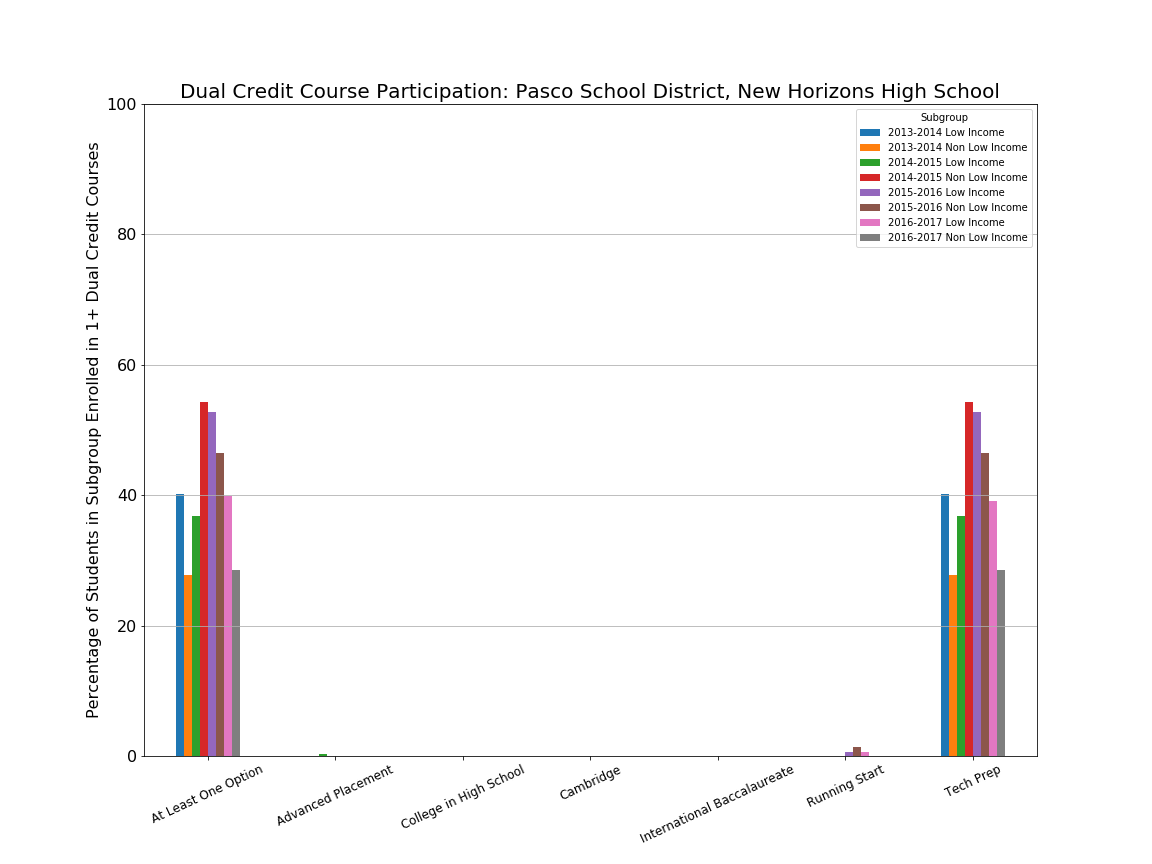 Dual Credit Course Participation: Pasco School District, New Horizons High School
Percentage of Students in Subgroup Enrolled in 1+ Dual Credit Courses
100
80
60
40
20
0
Subgroup
2013-2014 Low Income
2013-2014 Non Low Income
2014-2015 Low Income
2014-2015 Non Low Income
2015-2016 Low Income
2015-2016 Non Low Income
2016-2017 Low Income
2016-2017 Non Low Income
At Least One Option
Advanced Placement
College in High School
Cambridge
International Baccalaureate
Running Start
Tech Prep